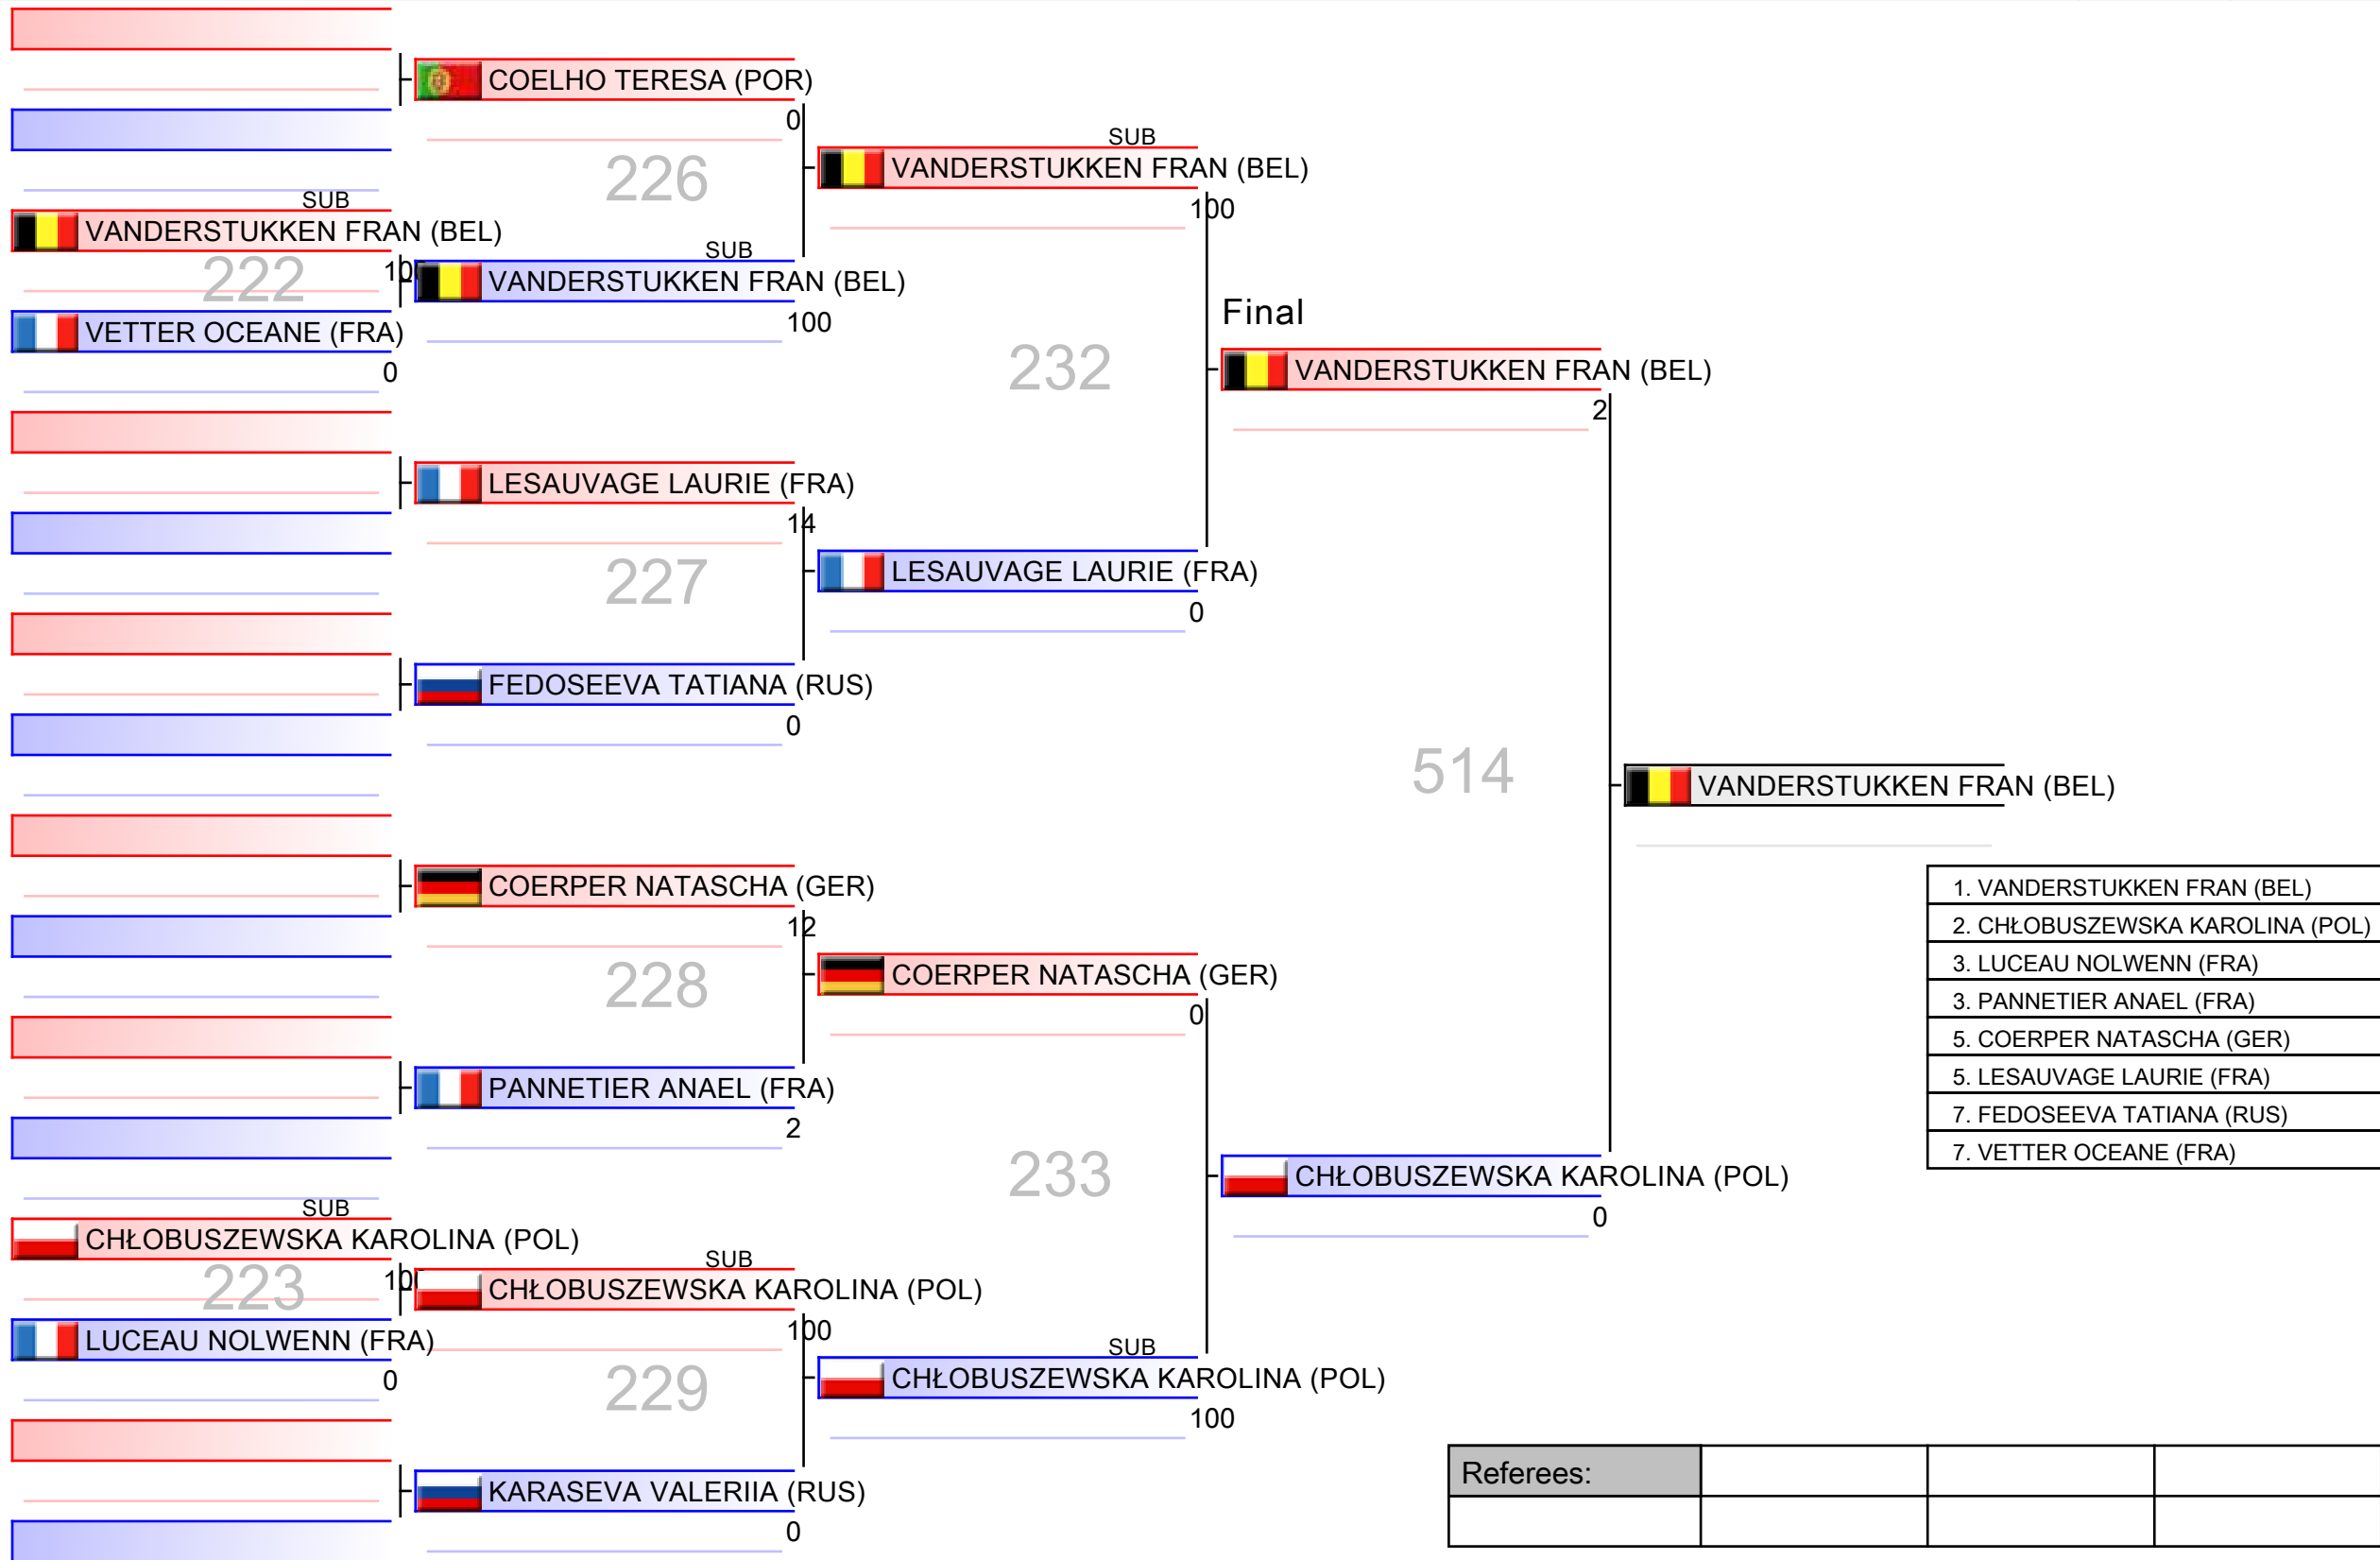 COELHO TERESA (POR)
0
226
SUB
VANDERSTUKKEN FRAN (BEL)
100
SUB
VANDERSTUKKEN FRAN (BEL)
222
10
SUB
VANDERSTUKKEN FRAN (BEL)
100
VETTER OCEANE (FRA)
0
232
Final
VANDERSTUKKEN FRAN (BEL)
2
LESAUVAGE LAURIE (FRA)
14
227
LESAUVAGE LAURIE (FRA)
0
FEDOSEEVA TATIANA (RUS)
0
514
VANDERSTUKKEN FRAN (BEL)
COERPER NATASCHA (GER)
12
228
COERPER NATASCHA (GER)
0
PANNETIER ANAEL (FRA)
2
233
CHŁOBUSZEWSKA KAROLINA (POL)
0
1. VANDERSTUKKEN FRAN (BEL)
2. CHŁOBUSZEWSKA KAROLINA (POL)
3. LUCEAU NOLWENN (FRA)
3. PANNETIER ANAEL (FRA)
5. COERPER NATASCHA (GER)
5. LESAUVAGE LAURIE (FRA)
7. FEDOSEEVA TATIANA (RUS)
7. VETTER OCEANE (FRA)
SUB
CHŁOBUSZEWSKA KAROLINA (POL)
223
10
SUB
CHŁOBUSZEWSKA KAROLINA (POL)
100
LUCEAU NOLWENN (FRA)
0
229
SUB
CHŁOBUSZEWSKA KAROLINA (POL)
100
KARASEVA VALERIIA (RUS)
0
Referees: